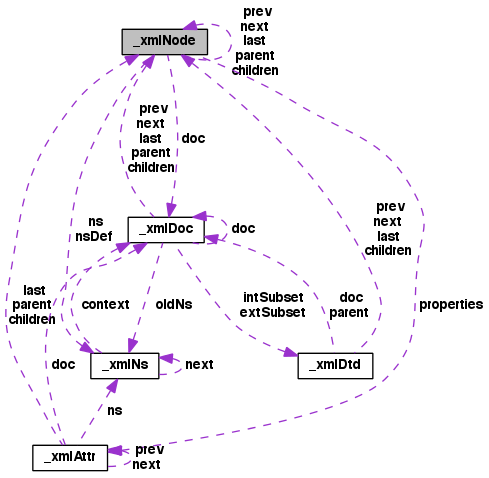 prev
next
last
parent
children
_xmlNode
prev
next
last
parent
children
doc
prev
next
last
children
ns
nsDef
_xmlDoc
doc
last
parent
children
context
oldNs
intSubset
extSubset
doc
parent
properties
doc
_xmlNs
next
_xmlDtd
ns
_xmlAttr
prev
next